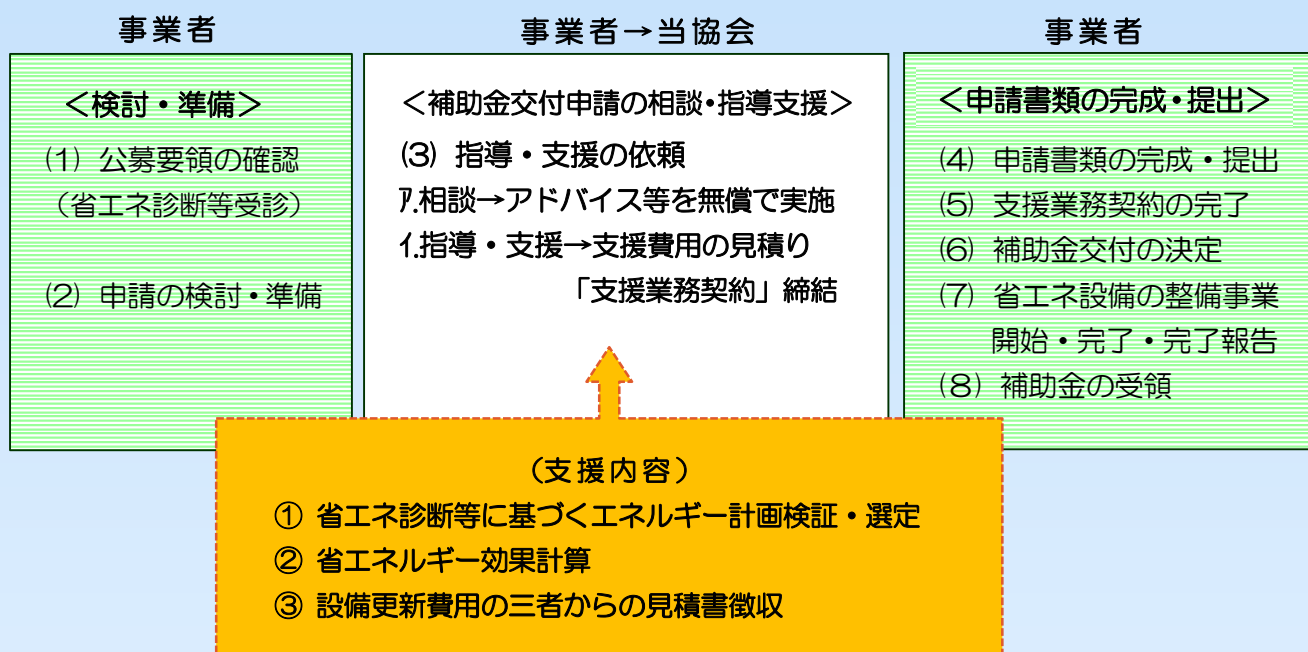 事業者
<検討・準備>
(1) 公募要領の確認
（省エネ診断等受診）
(2) 申請の検討・準備
事業者→当協会
<補助金交付申請の相談・指導支援>
(3) 指導・支援の依頼
ｱ.相談→アドバイス等を無償で実施
ｲ.指導・支援→支援費用の見積り
「支援業務契約」締結
事業者
<申請書類の完成・提出>
(4) 申請書類の完成・提出
(5) 支援業務契約の完了
(6) 補助金交付の決定
(7) 省エネ設備の整備事業
開始・完了・完了報告
(8) 補助金の受領
（支援内容）
① 省エネ診断等に基づくエネルギー計画検証・選定
② 省エネルギー効果計算
③ 設備更新費用の三者からの見積書徴収